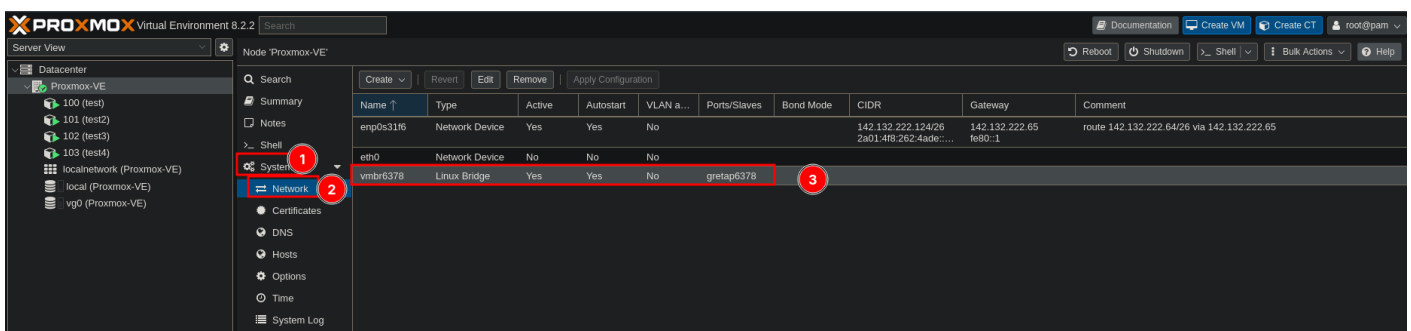 PROXMOX Virtual Environment 8.2.2 Search Documentation Create VM Create CT root@pam
Server View Node 'Proxmox-VE' Reboot Shutdown >_ Shell Bulk Actions Help
Datacenter
Proxmox-VE
100 (test)
101 (test2)
102 (test3)
103 (test4)
localnetwork (Proxmox-VE)
local (Proxmox-VE)
vg0 (Proxmox-VE)
Search
Summary
Notes
>_ Shell
System 1
Network 2
Certificates
DNS
Hosts
Options
Time
System Log
Create Revert Edit Remove Apply Configuration
Name ↑ Type Active Autostart VLAN a... Ports/Slaves Bond Mode CIDR Gateway Comment
enp0s31f6 Network Device Yes Yes No 142.132.222.124/26 142.132.222.65 route 142.132.222.64/26 via 142.132.222.65
2a01:4f8:262:4ade::... fe80::1
eth0 Network Device No No No
vmbr6378 Linux Bridge Yes Yes No gretap6378 3